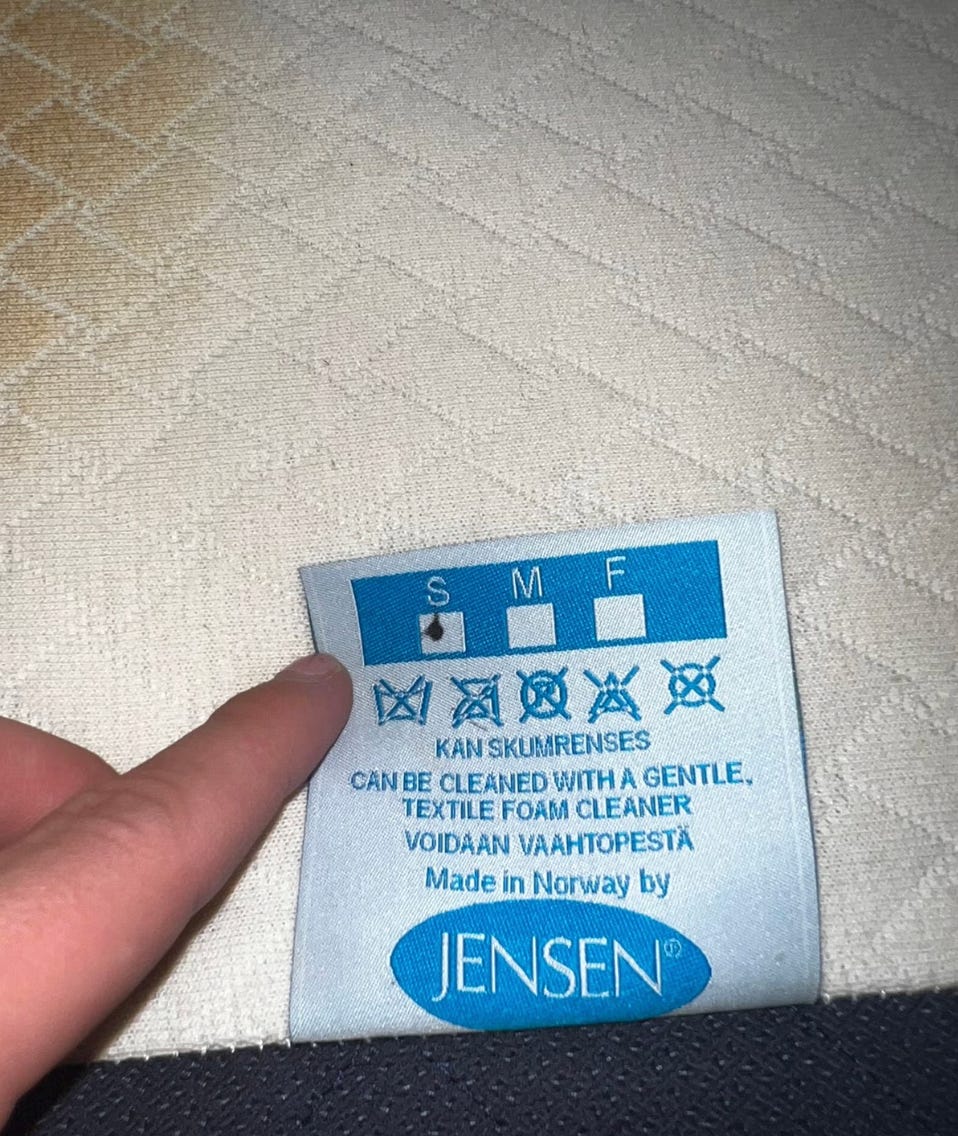 S M F
KAN SKUMRENSES
CAN BE CLEANED WITH A GENTLE,
TEXTILE FOAM CLEANER
VOIDAAN VAAHTOPESTÄ
Made in Norway by
JENSEN®